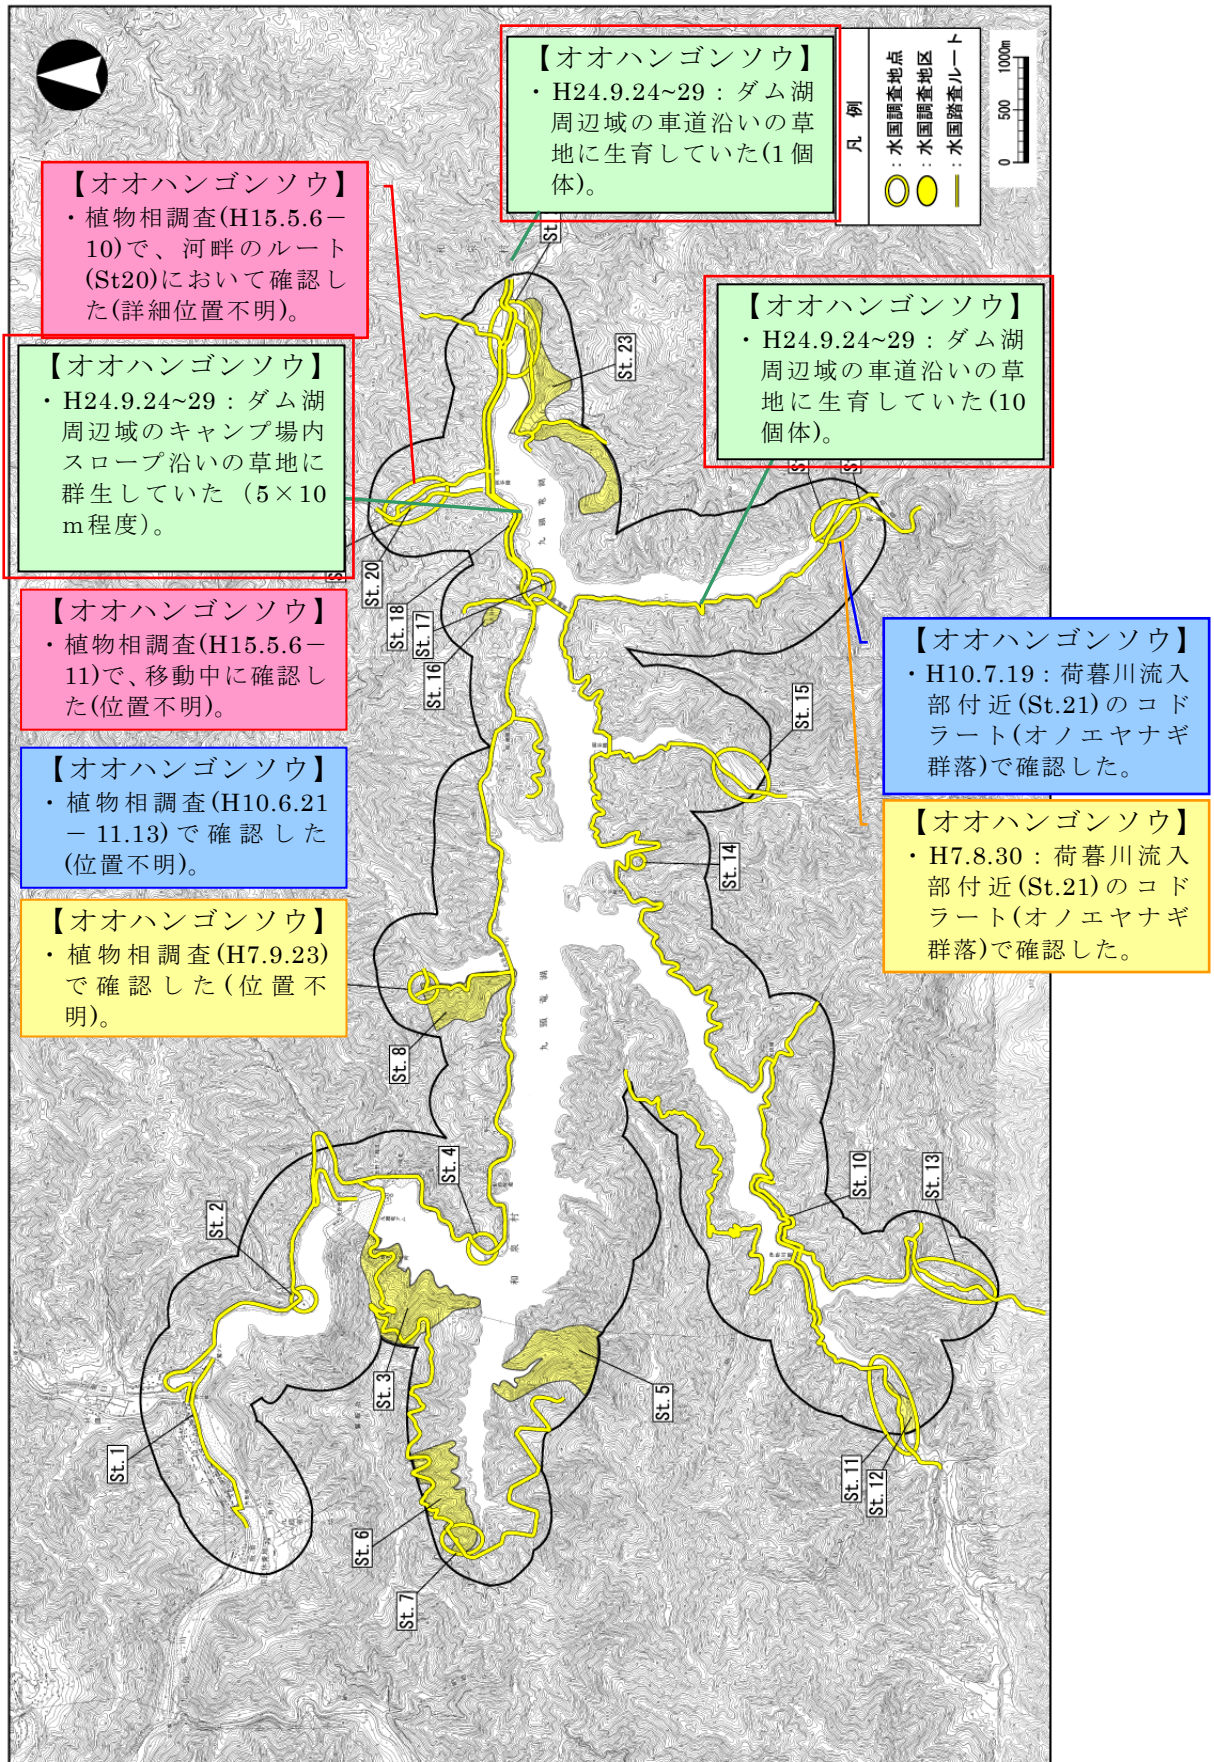 【オオハンゴンソウ】
・H24.9.24~29：ダム湖
周辺域の車道沿いの草
地に生育していた(1個
体)。
凡 例
：水国調査地点
：水国調査地区
：水国踏査ルート
0 500 1000m
【オオハンゴンソウ】
・植物相調査(H15.5.6－
10)で、河畔のルート
(St20)において確認し
た(詳細位置不明)。
【オオハンゴンソウ】
・H24.9.24~29：ダム湖
周辺域の車道沿いの草
地に生育していた(10
個体)。
【オオハンゴンソウ】
・H24.9.24~29：ダム湖
周辺域のキャンプ場内
スロープ沿いの草地に
群生していた（5×10
m程度）。
【オオハンゴンソウ】
・植物相調査(H15.5.6－
11)で、移動中に確認し
た(位置不明)。
【オオハンゴンソウ】
・H10.7.19：荷暮川流入
部付近(St.21)のコド
ラート(オノエヤナギ
群落)で確認した。
【オオハンゴンソウ】
・植物相調査(H10.6.21
－11.13)で確認した
(位置不明)。
【オオハンゴンソウ】
・H7.8.30：荷暮川流入
部付近(St.21)のコド
ラート(オノエヤナギ
群落)で確認した。
【オオハンゴンソウ】
・植物相調査(H7.9.23)
で確認した(位置不
明)。
St
St. 23
St. 20
St. 18
St. 17
St. 16
St. 15
St. 14
St. 8
St. 4
St. 2
St. 10
St. 13
St. 3
St. 5
St. 1
St. 11
St. 12
St. 6
St. 7
九頭竜湖
九頭竜湖
和泉村